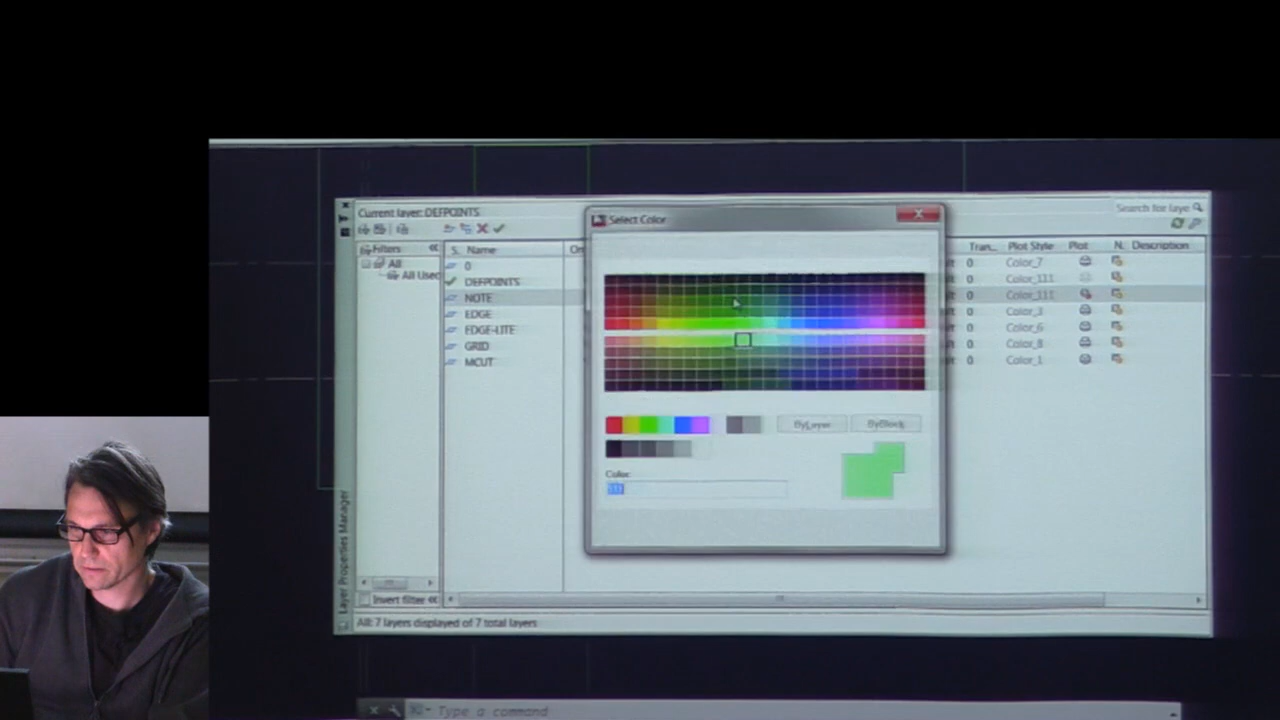 Select Color
Current layer: DEFPOINTS
Search for laye
Filters
S.. Name
On
Tran... Plot Style Plot N. Description
All
All Used
0
0 Color_7
DEFPOINTS
0 Color_111
NOTE
0 Color_111
EDGE
0 Color_3
EDGE-LITE
0 Color_6
GRID
0 Color_8
MCUT
0 Color_1
ByLayer
ByBlock
Color:
111
Layer Properties Manager
Invert filter
All: 7 layers displayed of 7 total layers
Type a command